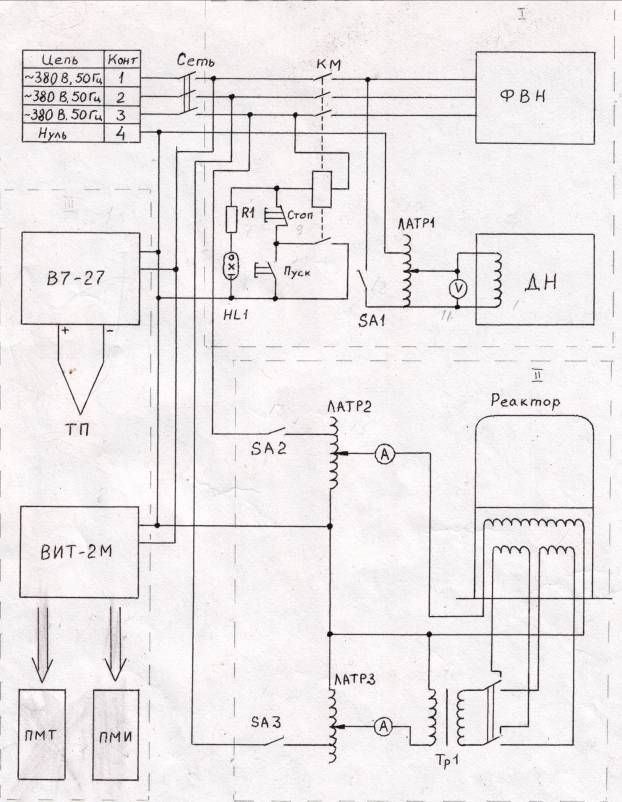 I
Цепь Конт Сеть КМ
~380 В, 50Гц 1
~380 В, 50Гц 2
~380 В. 50Гц 3
Нуль 4
ФВН
III
R1 Стоп
ЛАТР1
В7-27
Пуск
V
ДН
HL1
SA1
+ -
ТП
II
Реактор
ЛАТР2
SA2
A
ВИТ-2М
ЛАТР3
SA3
A
ПМТ ПМИ
Тр1